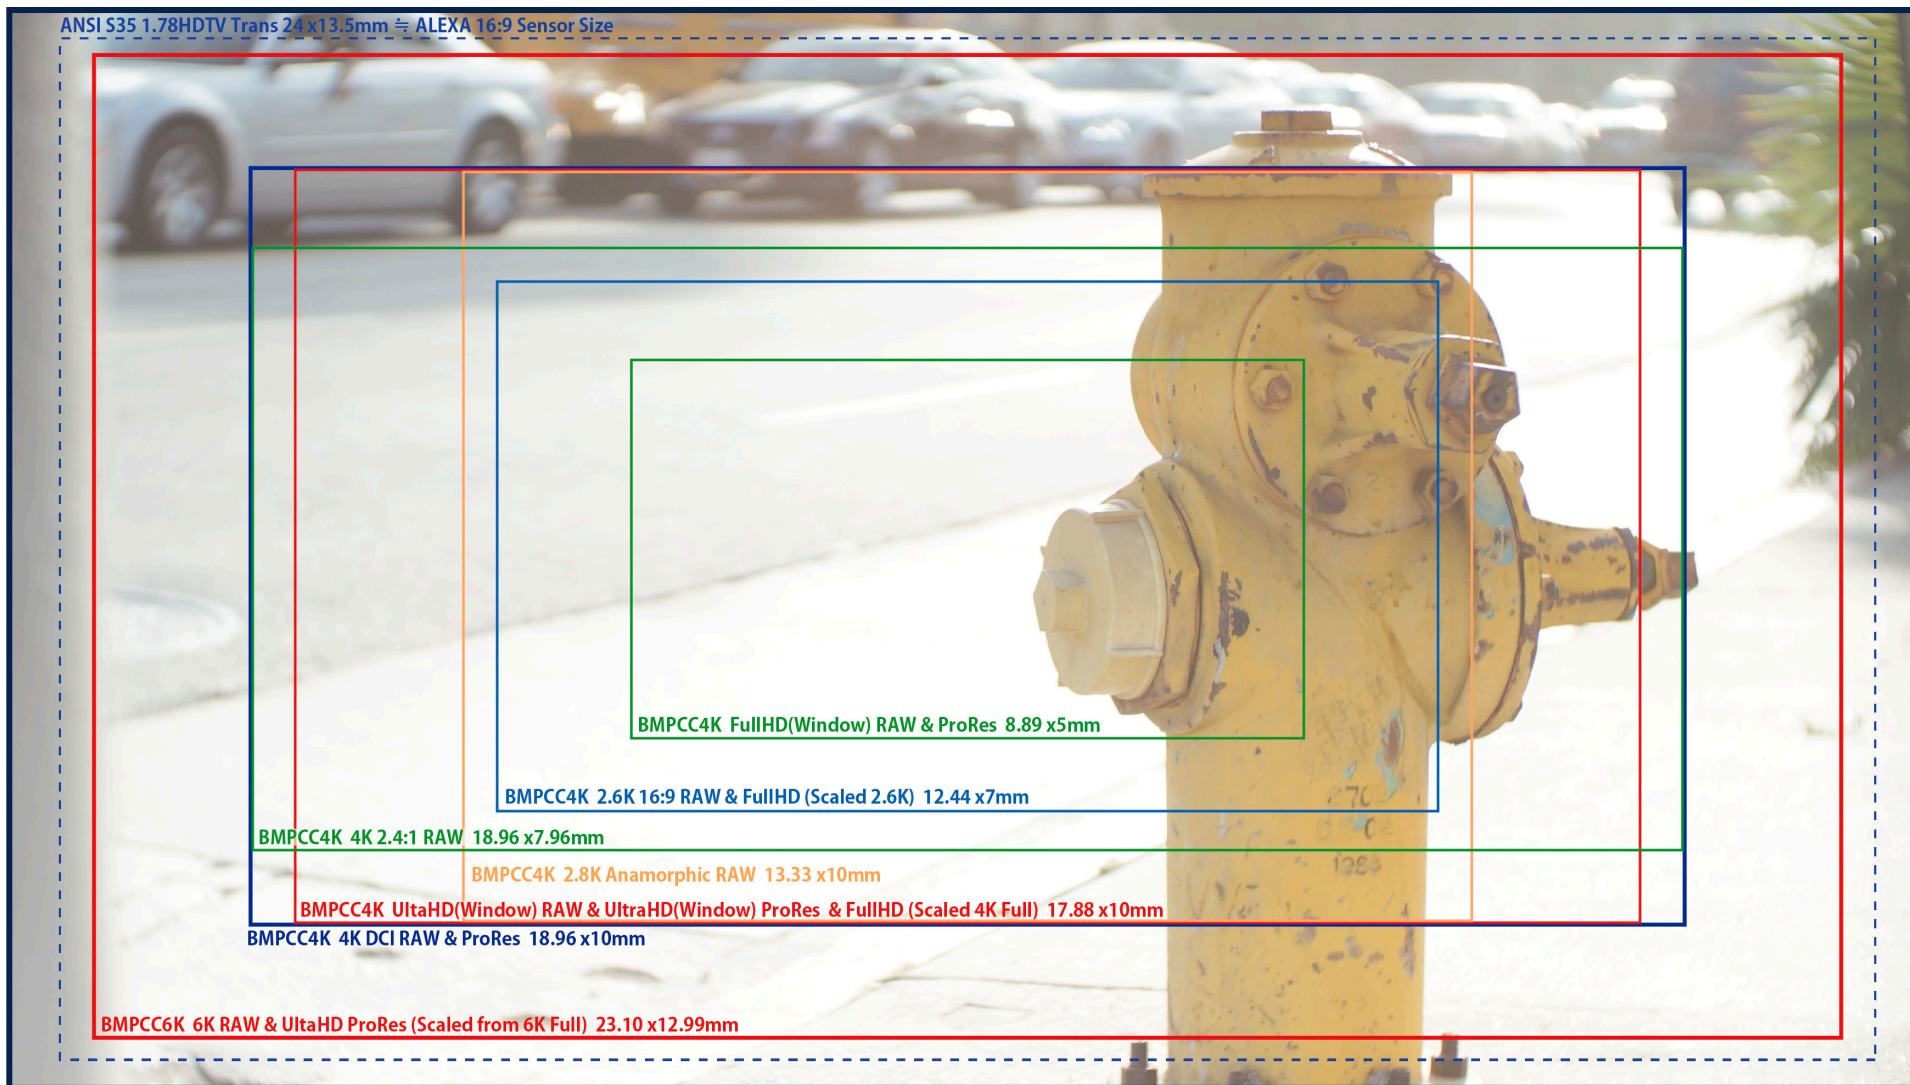 ANSI S35 1.78HDTV Trans 24 x13.5mm ≒ ALEXA 16:9 Sensor Size
BMPCC4K FullHD(Window) RAW & ProRes 8.89 x5mm
BMPCC4K 2.6K 16:9 RAW & FullHD (Scaled 2.6K) 12.44 x7mm
BMPCC4K 4K 2.4:1 RAW 18.96 x7.96mm
BMPCC4K 2.8K Anamorphic RAW 13.33 x10mm
BMPCC4K UltaHD(Window) RAW & UltraHD(Window) ProRes & FullHD (Scaled 4K Full) 17.88 x10mm
BMPCC4K 4K DCI RAW & ProRes 18.96 x10mm
BMPCC6K 6K RAW & UltaHD ProRes (Scaled from 6K Full) 23.10 x12.99mm